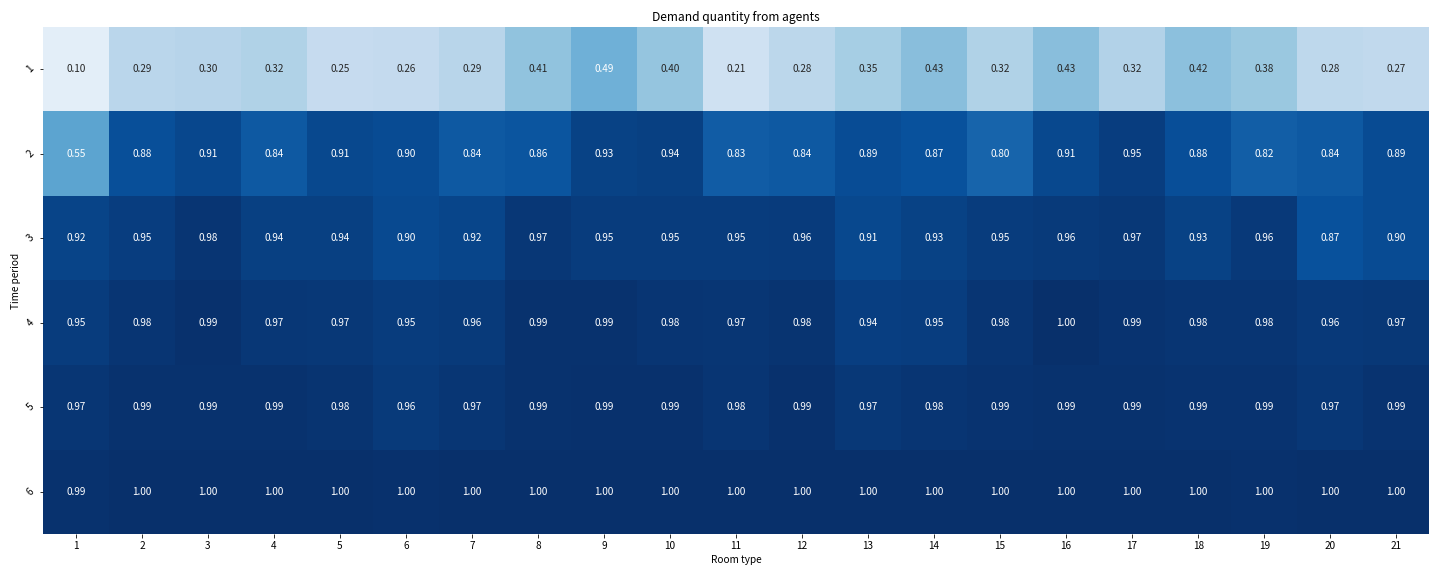 Demand quantity from agents
Time period
1 0.10 0.29 0.30 0.32 0.25 0.26 0.29 0.41 0.49 0.40 0.21 0.28 0.35 0.43 0.32 0.43 0.32 0.42 0.38 0.28 0.27
2 0.55 0.88 0.91 0.84 0.91 0.90 0.84 0.86 0.93 0.94 0.83 0.84 0.89 0.87 0.80 0.91 0.95 0.88 0.82 0.84 0.89
3 0.92 0.95 0.98 0.94 0.94 0.90 0.92 0.97 0.95 0.95 0.95 0.96 0.91 0.93 0.95 0.96 0.97 0.93 0.96 0.87 0.90
4 0.95 0.98 0.99 0.97 0.97 0.95 0.96 0.99 0.99 0.98 0.97 0.98 0.94 0.95 0.98 1.00 0.99 0.98 0.98 0.96 0.97
5 0.97 0.99 0.99 0.99 0.98 0.96 0.97 0.99 0.99 0.99 0.98 0.99 0.97 0.98 0.99 0.99 0.99 0.99 0.99 0.97 0.99
6 0.99 1.00 1.00 1.00 1.00 1.00 1.00 1.00 1.00 1.00 1.00 1.00 1.00 1.00 1.00 1.00 1.00 1.00 1.00 1.00 1.00
1 2 3 4 5 6 7 8 9 10 11 12 13 14 15 16 17 18 19 20 21
Room type